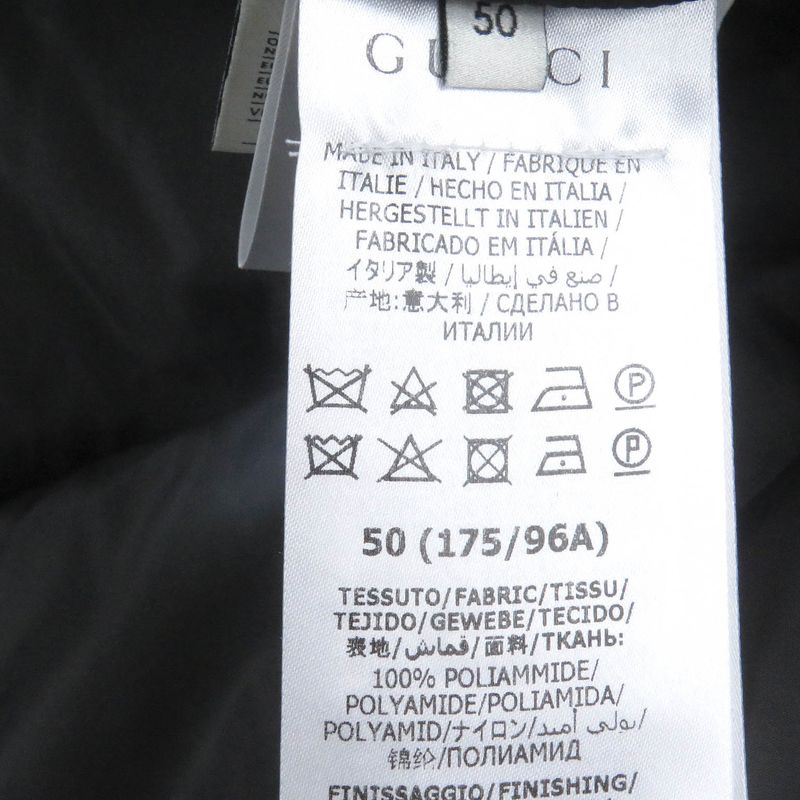 50
GUCCI
MADE IN ITALY / FABRIQUÉ EN
ITALIE / HECHO EN ITALIA /
HERGESTELLT IN ITALIEN /
FABRICADO EM ITÁLIA /
イタリア製 / صنع في إيطاليا /
产地:意大利 / СДЕЛАНО В
ИТАЛИИ
P
P
50 (175/96A)
TESSUTO/FABRIC/TISSU/
TEJIDO/GEWEBE/TECIDO/
表地/قماش/面料/ТКАНЬ:
100% POLIAMMIDE/
POLYAMIDE/POLIAMIDA/
POLYAMID/ナイロン/بولي أميد/
锦纶/ПОЛИАМИД
FINISSAGGIO/FINISHING/